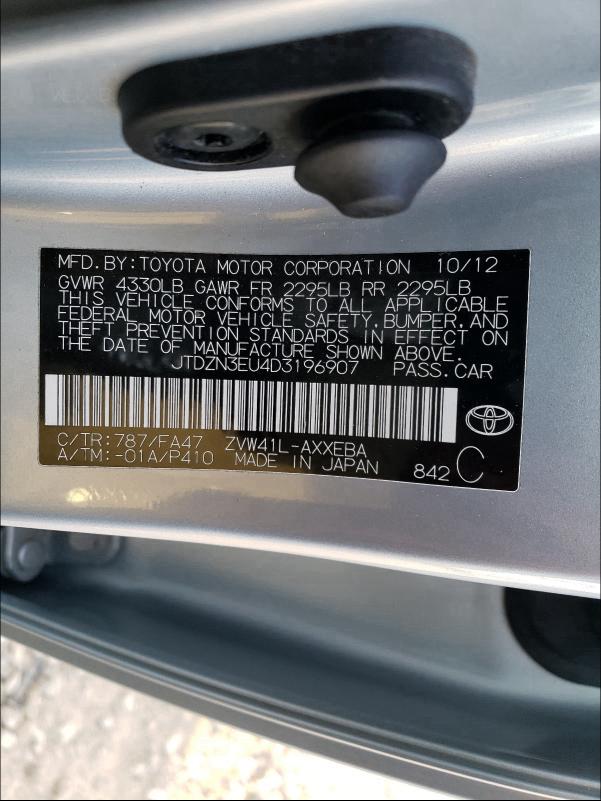 MFD.BY:TOYOTA MOTOR CORPORATION 10/12
GVWR 4330LB GAWR FR 2295LB RR 2295LB
THIS VEHICLE CONFORMS TO ALL APPLICABLE
FEDERAL MOTOR VEHICLE SAFETY,BUMPER,AND
THEFT PREVENTION STANDARDS IN EFFECT ON
THE DATE OF MANUFACTURE SHOWN ABOVE.
JTDZN3EU4D3196907 PASS.CAR
C/TR:787/FA47 ZVW41L-AXXEBA
A/TM:-01A/P410 MADE IN JAPAN 842 C